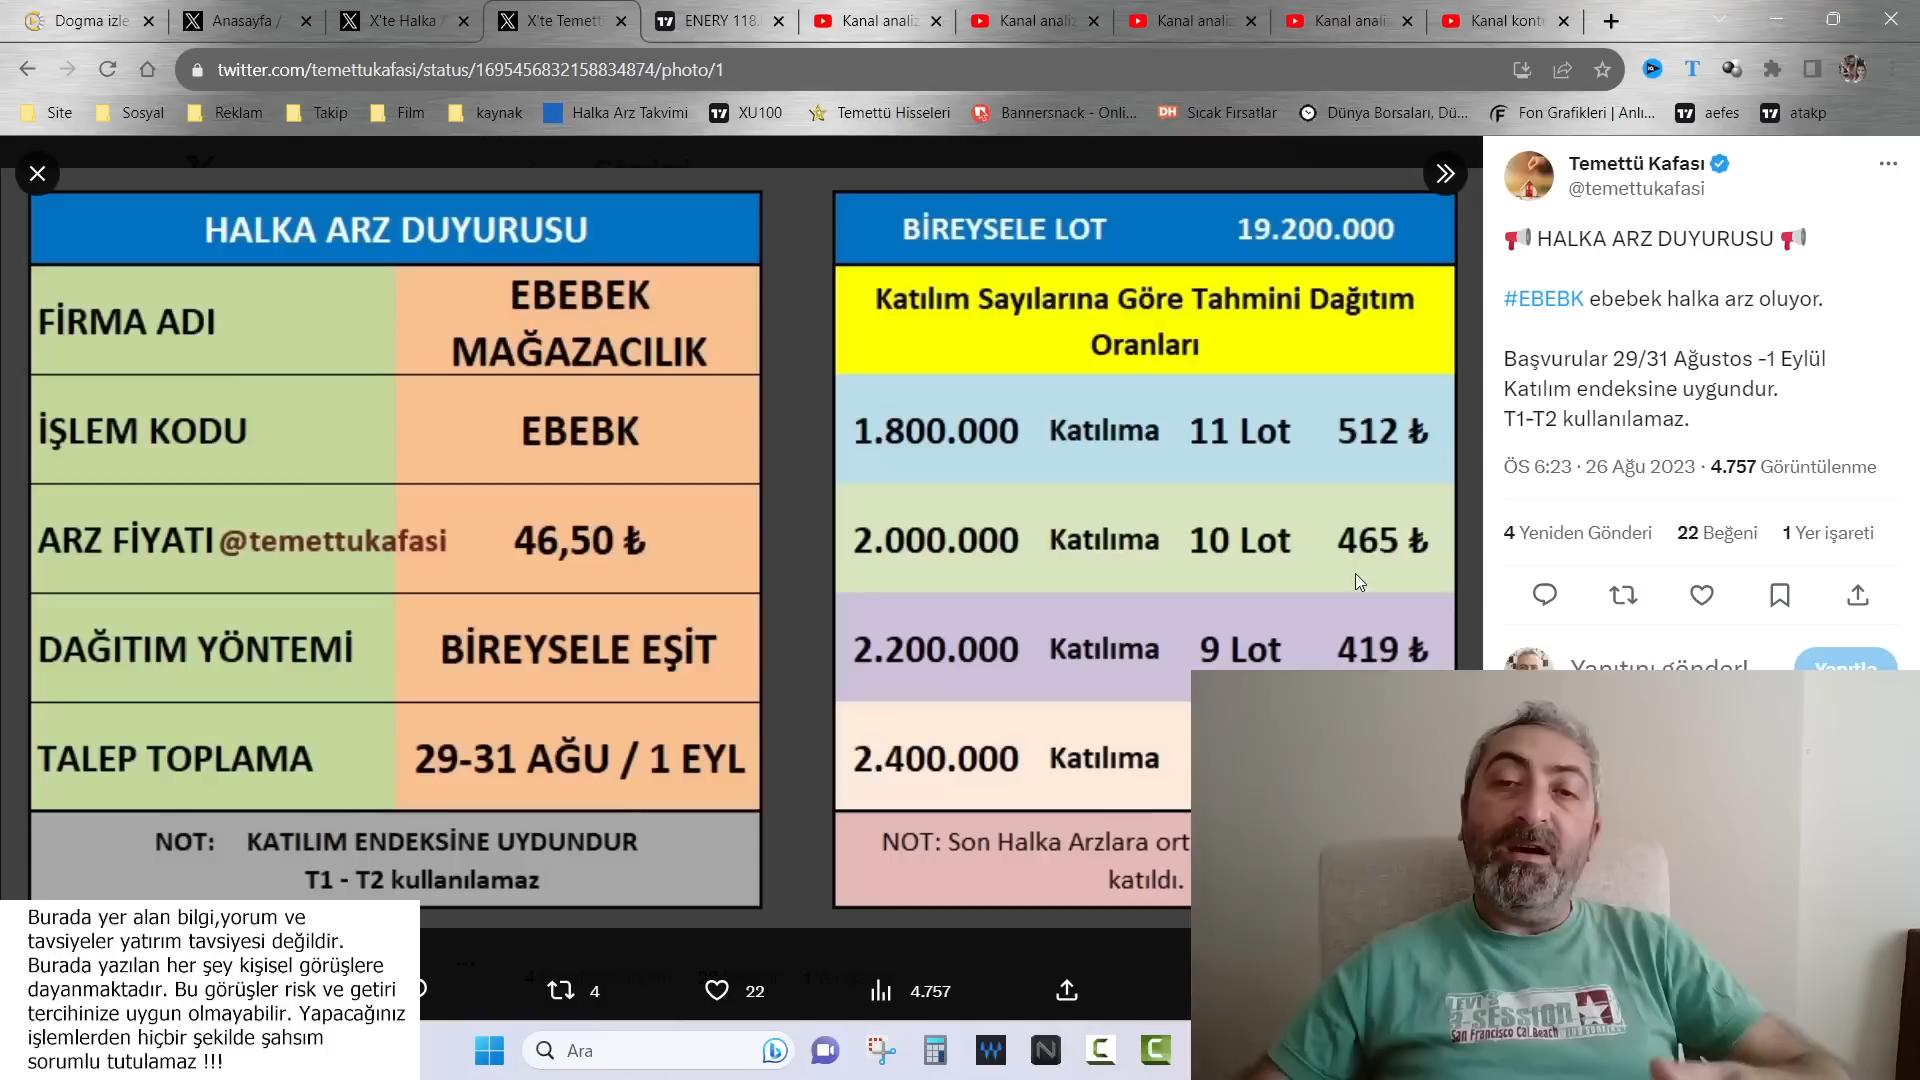 Dogma izle
Anasayfa /
X'te Halka /
X'te Temett
ENERY 118.
Kanal analiz
Kanal analiz
Kanal analiz
Kanal analiz
Kanal kont
twitter.com/temettukafasi/status/1695456832158834874/photo/1
Site
Sosyal
Reklam
Takip
Film
kaynak
Halka Arz Takvimi
XU100
Temettü Hisseleri
Bannersnack - Onli...
Sıcak Fırsatlar
Dünya Borsaları, Dü...
Fon Grafikleri | Anlı...
aefes
atakp
HALKA ARZ DUYURUSU
FİRMA ADI
EBEBEK
MAĞAZACILIK
İŞLEM KODU
EBEBK
ARZ FİYATI @temettukafasi
46,50 ₺
DAĞITIM YÖNTEMİ
BİREYSELE EŞİT
TALEP TOPLAMA
29-31 AĞU / 1 EYL
NOT: KATILIM ENDEKSİNE UYDUNDUR
T1 - T2 kullanılamaz
BİREYSELE LOT 19.200.000
Katılım Sayılarına Göre Tahmini Dağıtım
Oranları
1.800.000 Katılıma 11 Lot 512 ₺
2.000.000 Katılıma 10 Lot 465 ₺
2.200.000 Katılıma 9 Lot 419 ₺
2.400.000 Katılıma
NOT: Son Halka Arzlara ort
katıldı.
Temettü Kafası
@temettukafasi
HALKA ARZ DUYURUSU
#EBEBK ebebek halka arz oluyor.
Başvurular 29/31 Ağustos -1 Eylül
Katılım endeksine uygundur.
T1-T2 kullanılamaz.
ÖS 6:23 · 26 Ağu 2023 · 4.757 Görüntülenme
4 Yeniden Gönderi 22 Beğeni 1 Yer işareti
Yanıtını gönder!
Yanıtla
Burada yer alan bilgi,yorum ve
tavsiyeler yatırım tavsiyesi değildir.
Burada yazılan her şey kişisel görüşlere
dayanmaktadır. Bu görüşler risk ve getiri
tercihinize uygun olmayabilir. Yapacağınız
işlemlerden hiçbir şekilde şahsım
sorumlu tutulamaz !!!
4
22
4.757
Ara
SESSION
San Francisco Cal.Beach